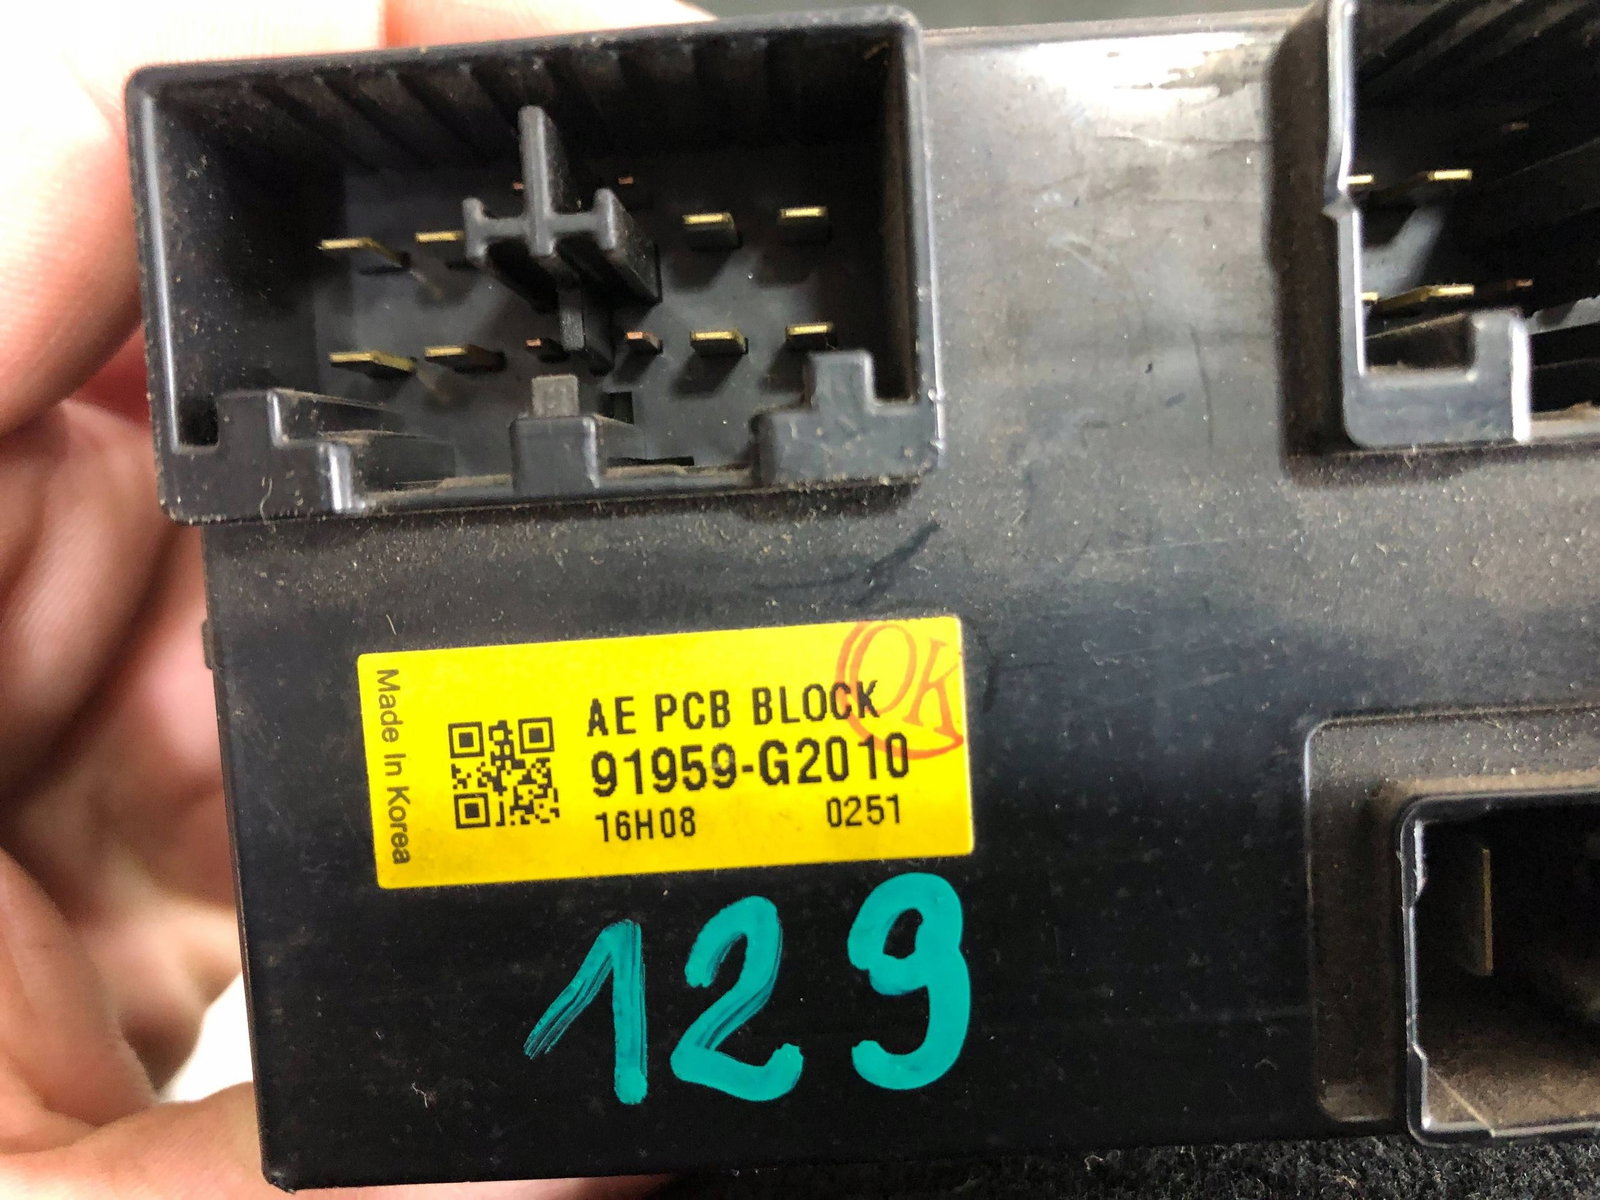 Made In Korea
OK
AE PCB BLOCK
91959-G2010
16H08 0251
129